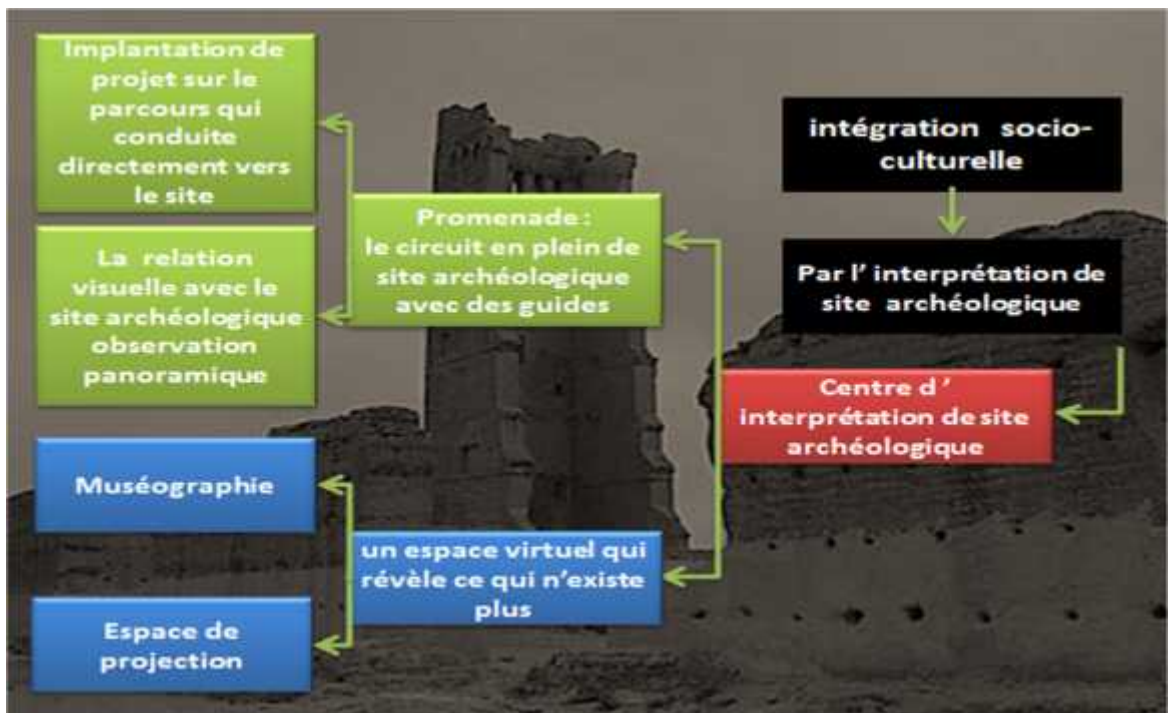 Implantation de
projet sur le
parcours qui
conduite
directement vers
le site
La relation
visuelle avec le
site archéologique
observation
panoramique
Promenade :
le circuit en plein de
site archéologique
avec des guides
intégration socio-
culturelle
Par l' interprétation de
site archéologique
Centre d '
interprétation de site
archéologique
Muséographie
Espace de
projection
un espace virtuel qui
révèle ce qui n'existe
plus